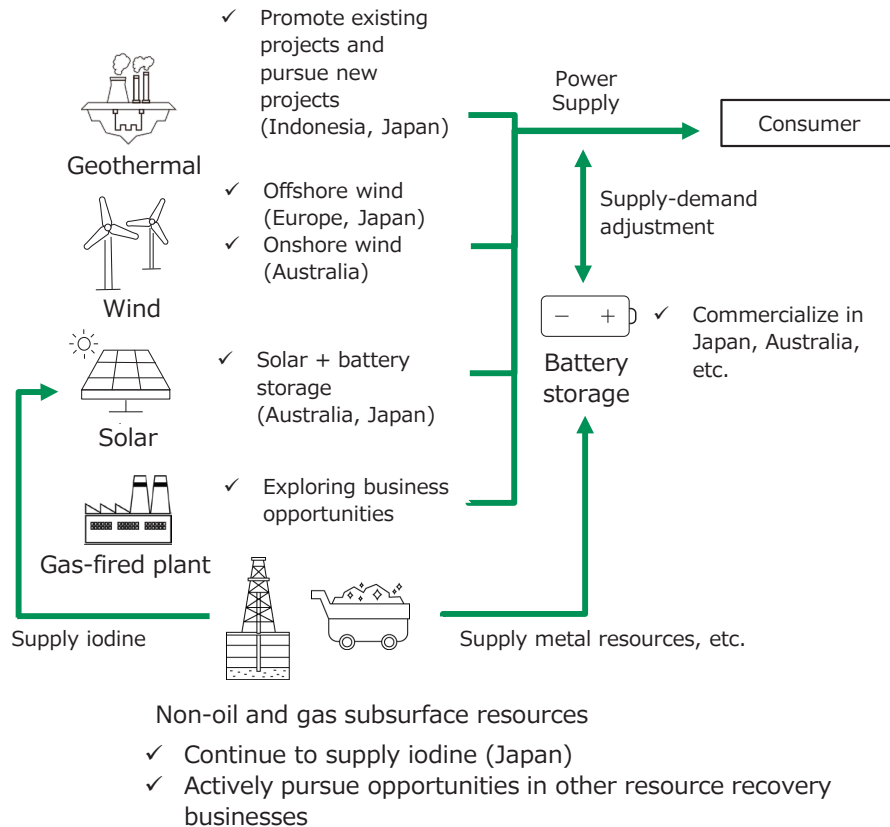 ✓ Promote existing
projects and
pursue new
projects
(Indonesia, Japan)
Geothermal
✓ Offshore wind
(Europe, Japan)
✓ Onshore wind
(Australia)
Wind
✓ Solar + battery
storage
(Australia, Japan)
Solar
✓ Exploring business
opportunities
Gas-fired plant
Power
Supply
Consumer
Supply-demand
adjustment
− +
Battery
storage
✓ Commercialize in
Japan, Australia,
etc.
Supply iodine
Supply metal resources, etc.
Non-oil and gas subsurface resources
✓ Continue to supply iodine (Japan)
✓ Actively pursue opportunities in other resource recovery
businesses